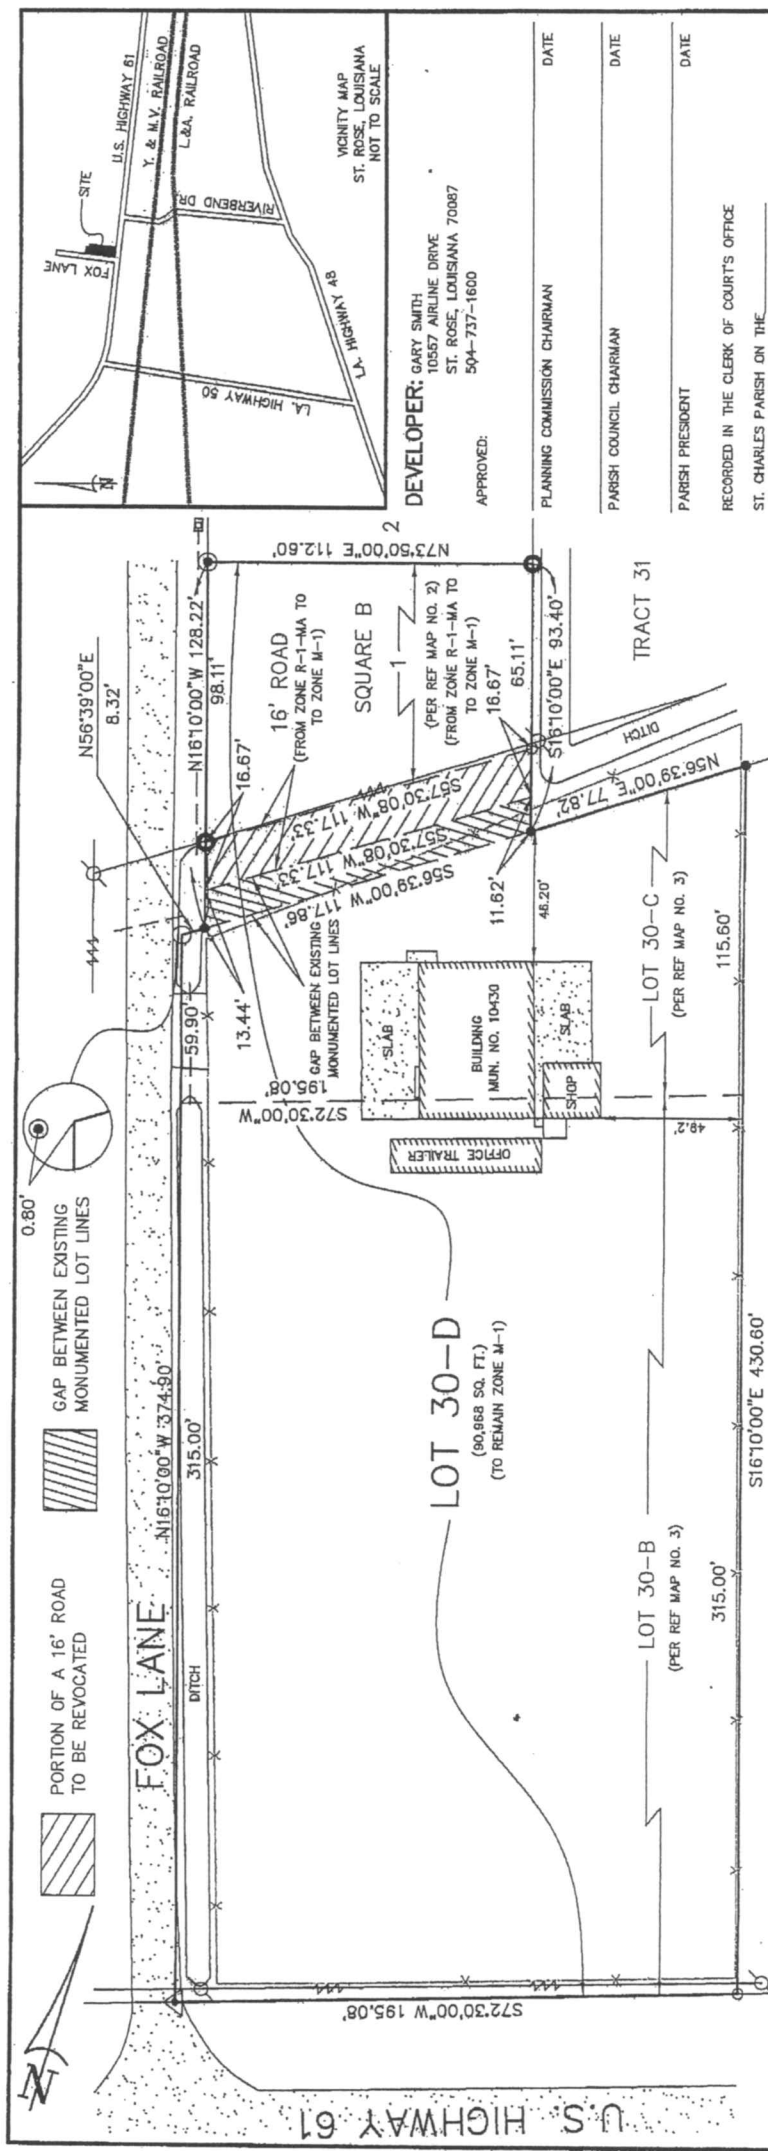 PORTION OF A 16' ROAD
TO BE REVOCATED
GAP BETWEEN EXISTING
MONUMENTED LOT LINES
0.80'
N
FOX LANE
N16°10'00"W 374.90'
315.00'
DITCH
59.90'
N56°39'00"E
8.32'
N16°10'00"W 128.22'
98.11'
16.67'
13.44'
16' ROAD
(FROM ZONE R-1-MA TO
TO ZONE M-1)
S57°30'08"W 117.33'
S57°30'08"W 117.33'
S56°39'00"W 117.86'
GAP BETWEEN EXISTING
MONUMENTED LOT LINES
S72°30'00"W
195.08'
SQUARE B
1
2
(PER REF MAP NO. 2)
(FROM ZONE R-1-MA TO
TO ZONE M-1)
N73°50'00"E 112.60'
16.67'
65.11'
S16°10'00"E 93.40'
11.62'
46.20'
SLAB
BUILDING
MUN. NO. 10430
SLAB
SHOP
OFFICE TRAILER
49.2'
DITCH
TRACT 31
N56°39'00"E 77.82'
LOT 30-D
(90,968 SQ. FT.)
(TO REMAIN ZONE M-1)
LOT 30-B
(PER REF MAP NO. 3)
LOT 30-C
(PER REF MAP NO. 3)
315.00'
115.60'
S16°10'00"E 430.60'
S72°30'00"W 195.08'
U.S. HIGHWAY 61
N
SITE
FOX LANE
U.S. HIGHWAY 61
Y. & M.V. RAILROAD
L&A. RAILROAD
RIVERBEND DR.
LA. HIGHWAY 50
LA. HIGHWAY 48
VICINITY MAP
ST. ROSE, LOUISIANA
NOT TO SCALE
DEVELOPER: GARY SMITH
10557 AIRLINE DRIVE
ST. ROSE, LOUISIANA 70087
504-737-1600
APPROVED:
PLANNING COMMISSION CHAIRMAN DATE
PARISH COUNCIL CHAIRMAN DATE
PARISH PRESIDENT DATE
RECORDED IN THE CLERK OF COURT'S OFFICE
ST. CHARLES PARISH ON THE